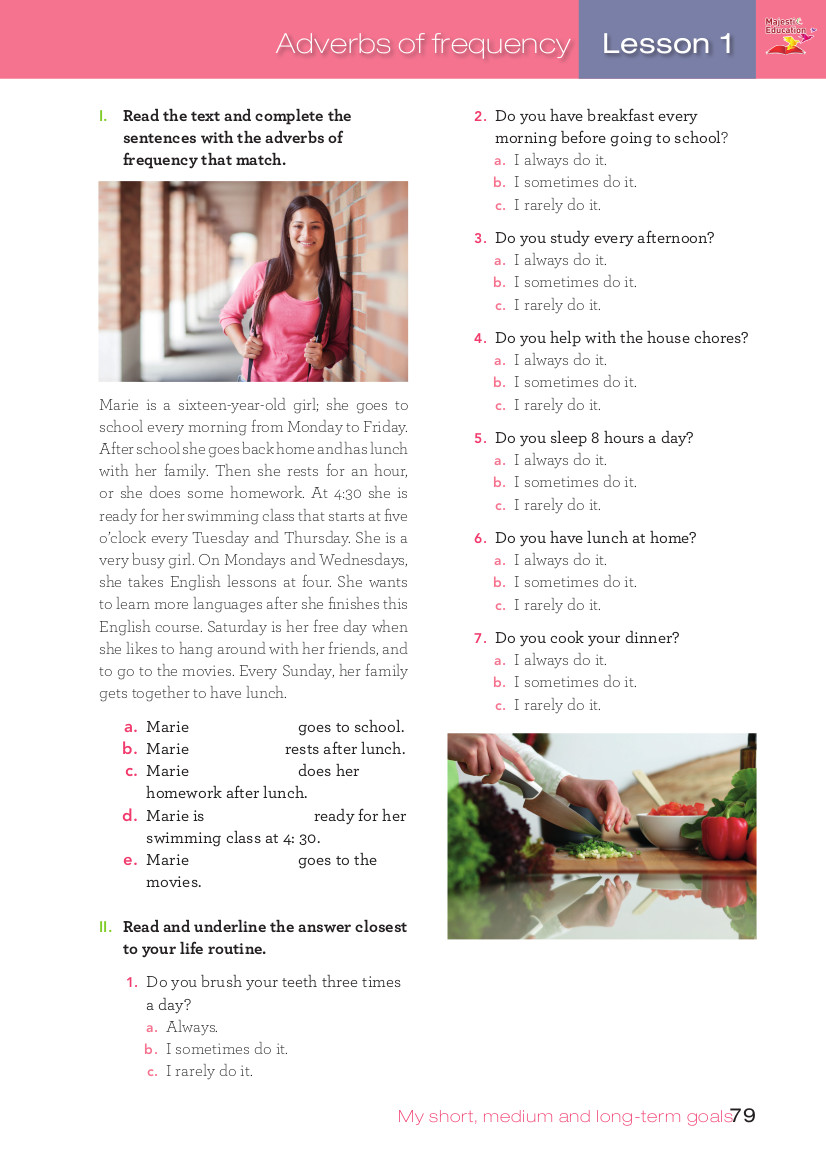 Adverbs of frequency
Lesson 1
Majestic
Education
I. Read the text and complete the
sentences with the adverbs of
frequency that match.
Marie is a sixteen-year-old girl; she goes to
school every morning from Monday to Friday.
After school she goes back home and has lunch
with her family. Then she rests for an hour,
or she does some homework. At 4:30 she is
ready for her swimming class that starts at five
o’clock every Tuesday and Thursday. She is a
very busy girl. On Mondays and Wednesdays,
she takes English lessons at four. She wants
to learn more languages after she finishes this
English course. Saturday is her free day when
she likes to hang around with her friends, and
to go to the movies. Every Sunday, her family
gets together to have lunch.
a. Marie goes to school.
b. Marie rests after lunch.
c. Marie does her
homework after lunch.
d. Marie is ready for her
swimming class at 4: 30.
e. Marie goes to the
movies.
II. Read and underline the answer closest
to your life routine.
1. Do you brush your teeth three times
a day?
a. Always.
b. I sometimes do it.
c. I rarely do it.
2. Do you have breakfast every
morning before going to school?
a. I always do it.
b. I sometimes do it.
c. I rarely do it.
3. Do you study every afternoon?
a. I always do it.
b. I sometimes do it.
c. I rarely do it.
4. Do you help with the house chores?
a. I always do it.
b. I sometimes do it.
c. I rarely do it.
5. Do you sleep 8 hours a day?
a. I always do it.
b. I sometimes do it.
c. I rarely do it.
6. Do you have lunch at home?
a. I always do it.
b. I sometimes do it.
c. I rarely do it.
7. Do you cook your dinner?
a. I always do it.
b. I sometimes do it.
c. I rarely do it.
My short, medium and long-term goals 79